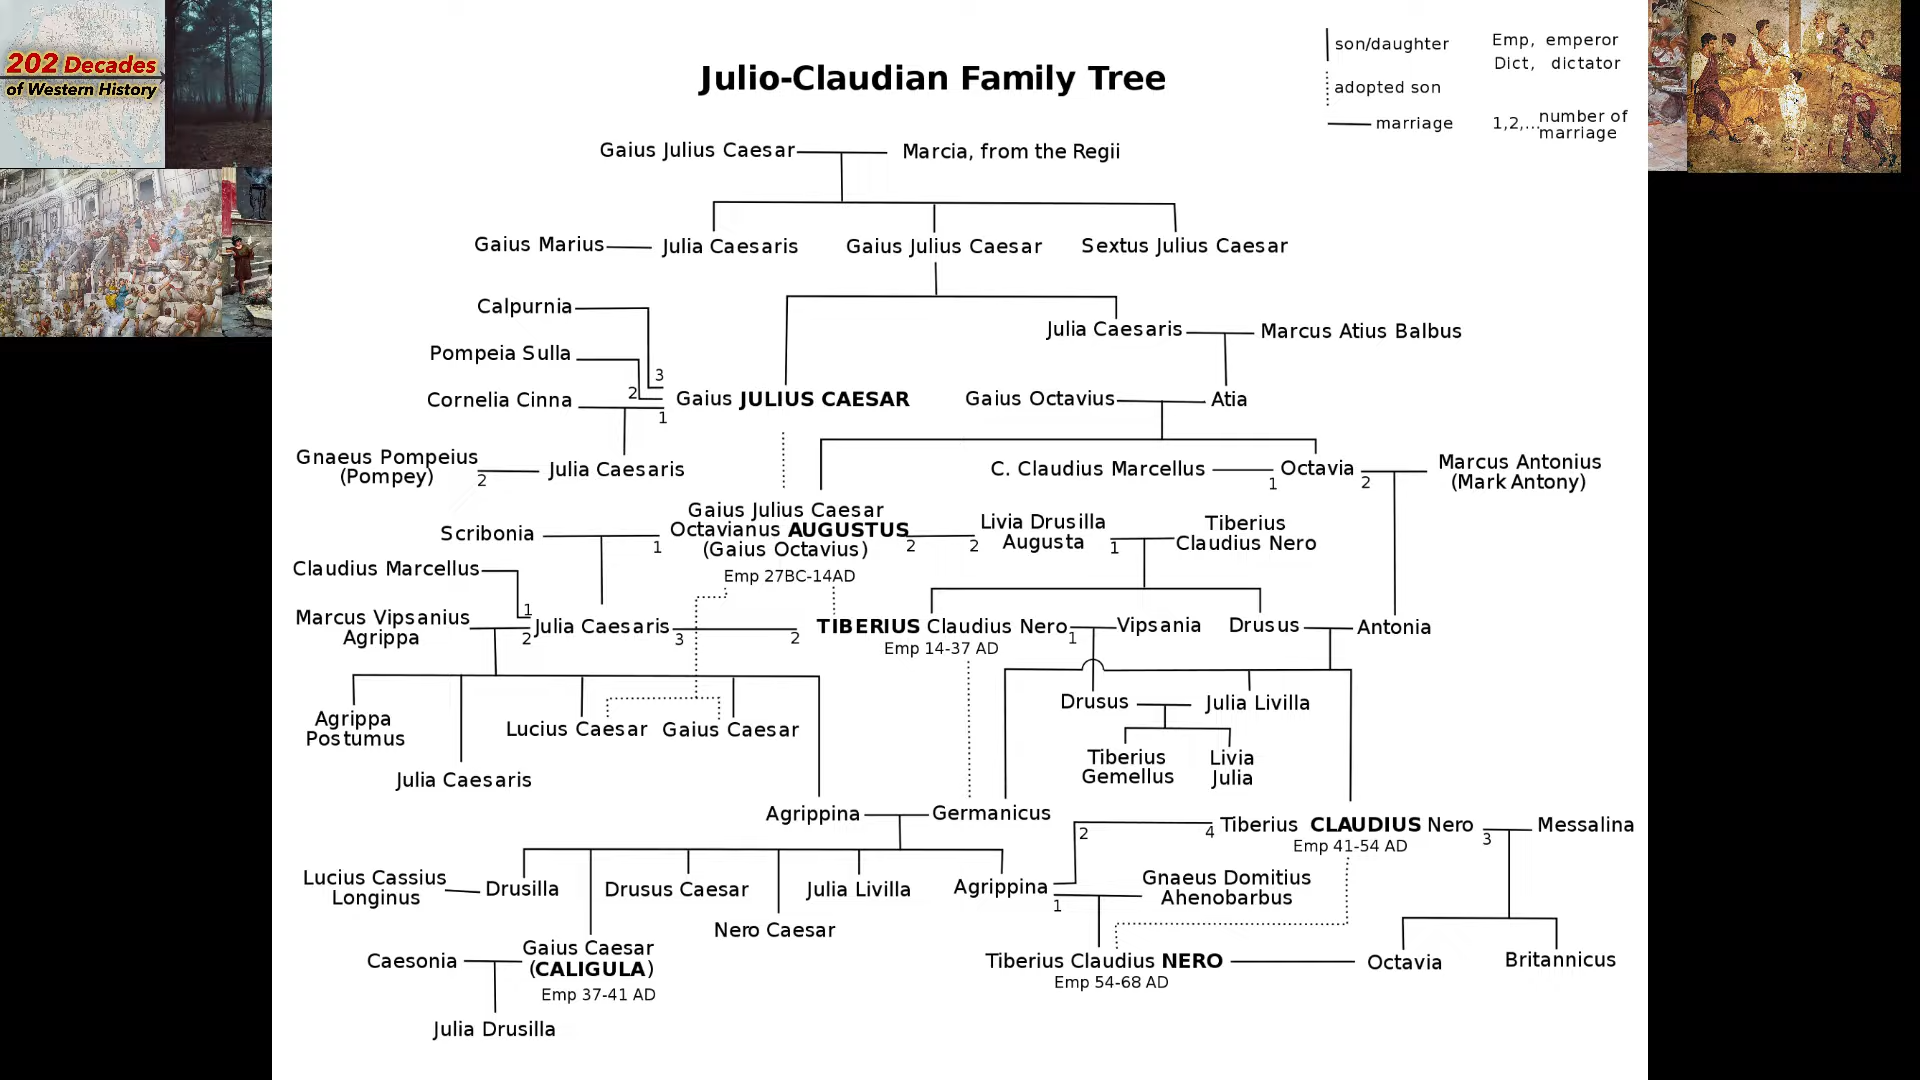 202 Decades
of Western History
Julio-Claudian Family Tree
son/daughter
adopted son
marriage
Emp, emperor
Dict, dictator
1,2,... number of
marriage
Gaius Julius Caesar
Marcia, from the Regii
Gaius Marius
Julia Caesaris
Gaius Julius Caesar
Sextus Julius Caesar
Calpurnia
Julia Caesaris
Marcus Atius Balbus
Pompeia Sulla
3
2
Cornelia Cinna
1
Gaius JULIUS CAESAR
Gaius Octavius
Atia
Gnaeus Pompeius
(Pompey)
2
Julia Caesaris
C. Claudius Marcellus
1
Octavia
2
Marcus Antonius
(Mark Antony)
Scribonia
1
Gaius Julius Caesar
Octavianus AUGUSTUS
(Gaius Octavius)
Emp 27BC-14AD
2
2
Livia Drusilla
Augusta
1
Tiberius
Claudius Nero
Claudius Marcellus
1
Marcus Vipsanius
Agrippa
2
Julia Caesaris
3
2
TIBERIUS Claudius Nero
Emp 14-37 AD
1
Vipsania
Drusus
Antonia
Agrippa
Postumus
Lucius Caesar
Gaius Caesar
Drusus
Julia Livilla
Julia Caesaris
Tiberius
Gemellus
Livia
Julia
Agrippina
Germanicus
2
4
Tiberius CLAUDIUS Nero
Emp 41-54 AD
3
Messalina
Lucius Cassius
Longinus
Drusilla
Drusus Caesar
Julia Livilla
Agrippina
1
Gnaeus Domitius
Ahenobarbus
Nero Caesar
Caesonia
Gaius Caesar
(CALIGULA)
Emp 37-41 AD
Tiberius Claudius NERO
Emp 54-68 AD
Octavia
Britannicus
Julia Drusilla